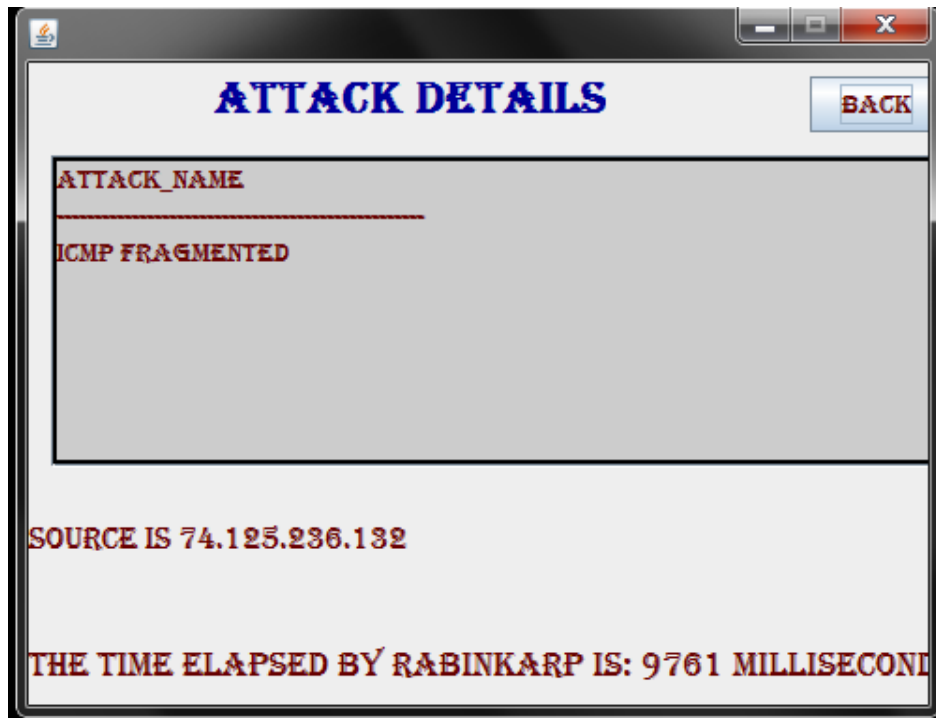 ATTACK DETAILS
BACK
ATTACK_NAME
--------------------------------------------
ICMP FRAGMENTED
SOURCE IS 74.125.236.132
THE TIME ELAPSED BY RABINKARP IS: 9761 MILLISECOND